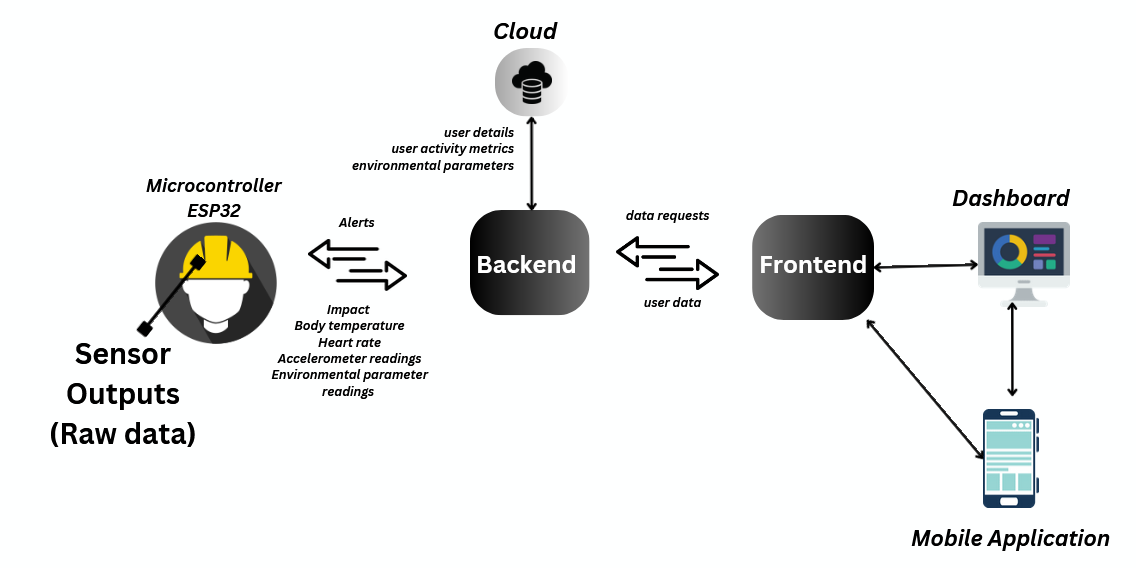 Cloud
user details
user activity metrics
environmental parameters
Microcontroller
ESP32
Alerts
Backend
data requests
user data
Frontend
Dashboard
Impact
Body temperature
Heart rate
Accelerometer readings
Environmental parameter
readings
Sensor
Outputs
(Raw data)
Mobile Application